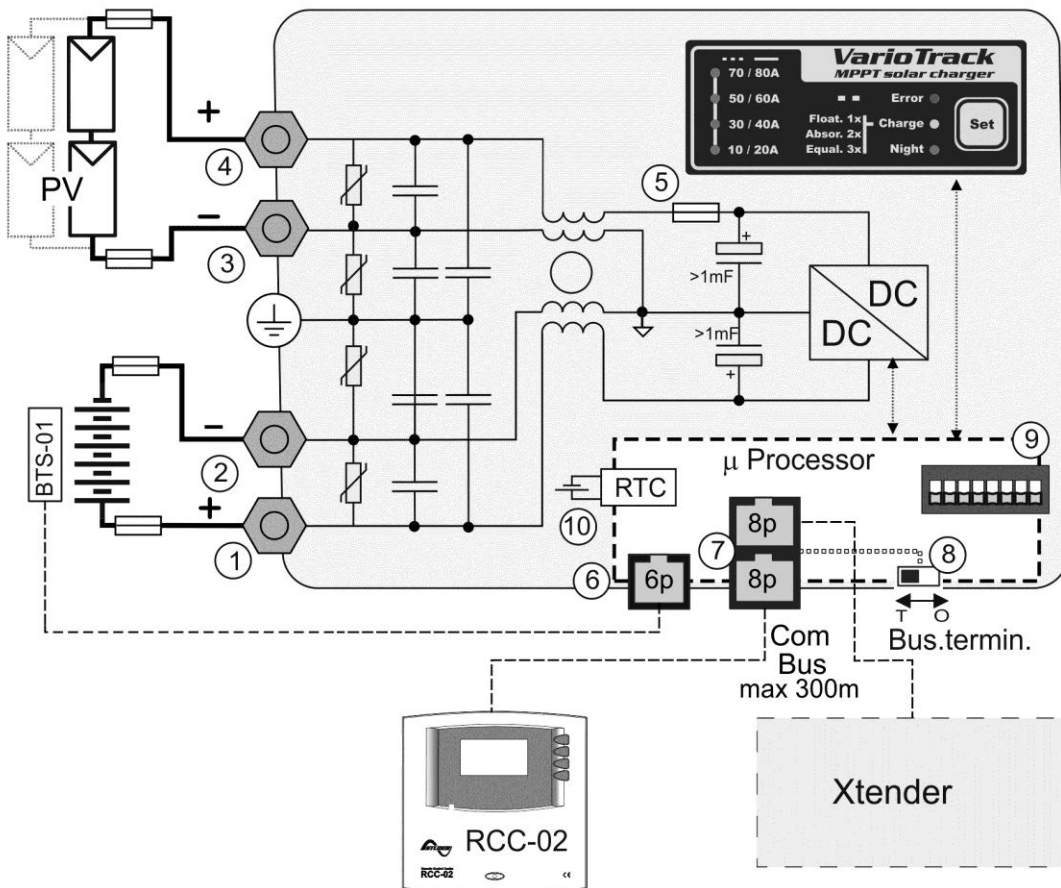 VarioTrack
MPPT solar charger
70 / 80A
50 / 60A
30 / 40A
10 / 20A
Float. 1x
Absor. 2x
Equal. 3x
Error
Charge
Night
Set
+
4
PV
−
3
5
+
>1mF
>1mF
+
DC
DC
BTS-01
−
2
+
1
μ Processor
9
RTC
10
8p
7
8p
8
6
6p
T O
Bus.termin.
Com
Bus
max 300m
Xtender
RCC-02
RCC-02
CE